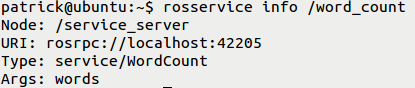 patrick@ubuntu:~$ rosservice info /word_count
Node: /service_server
URI: rosrpc://localhost:42205
Type: service/WordCount
Args: words